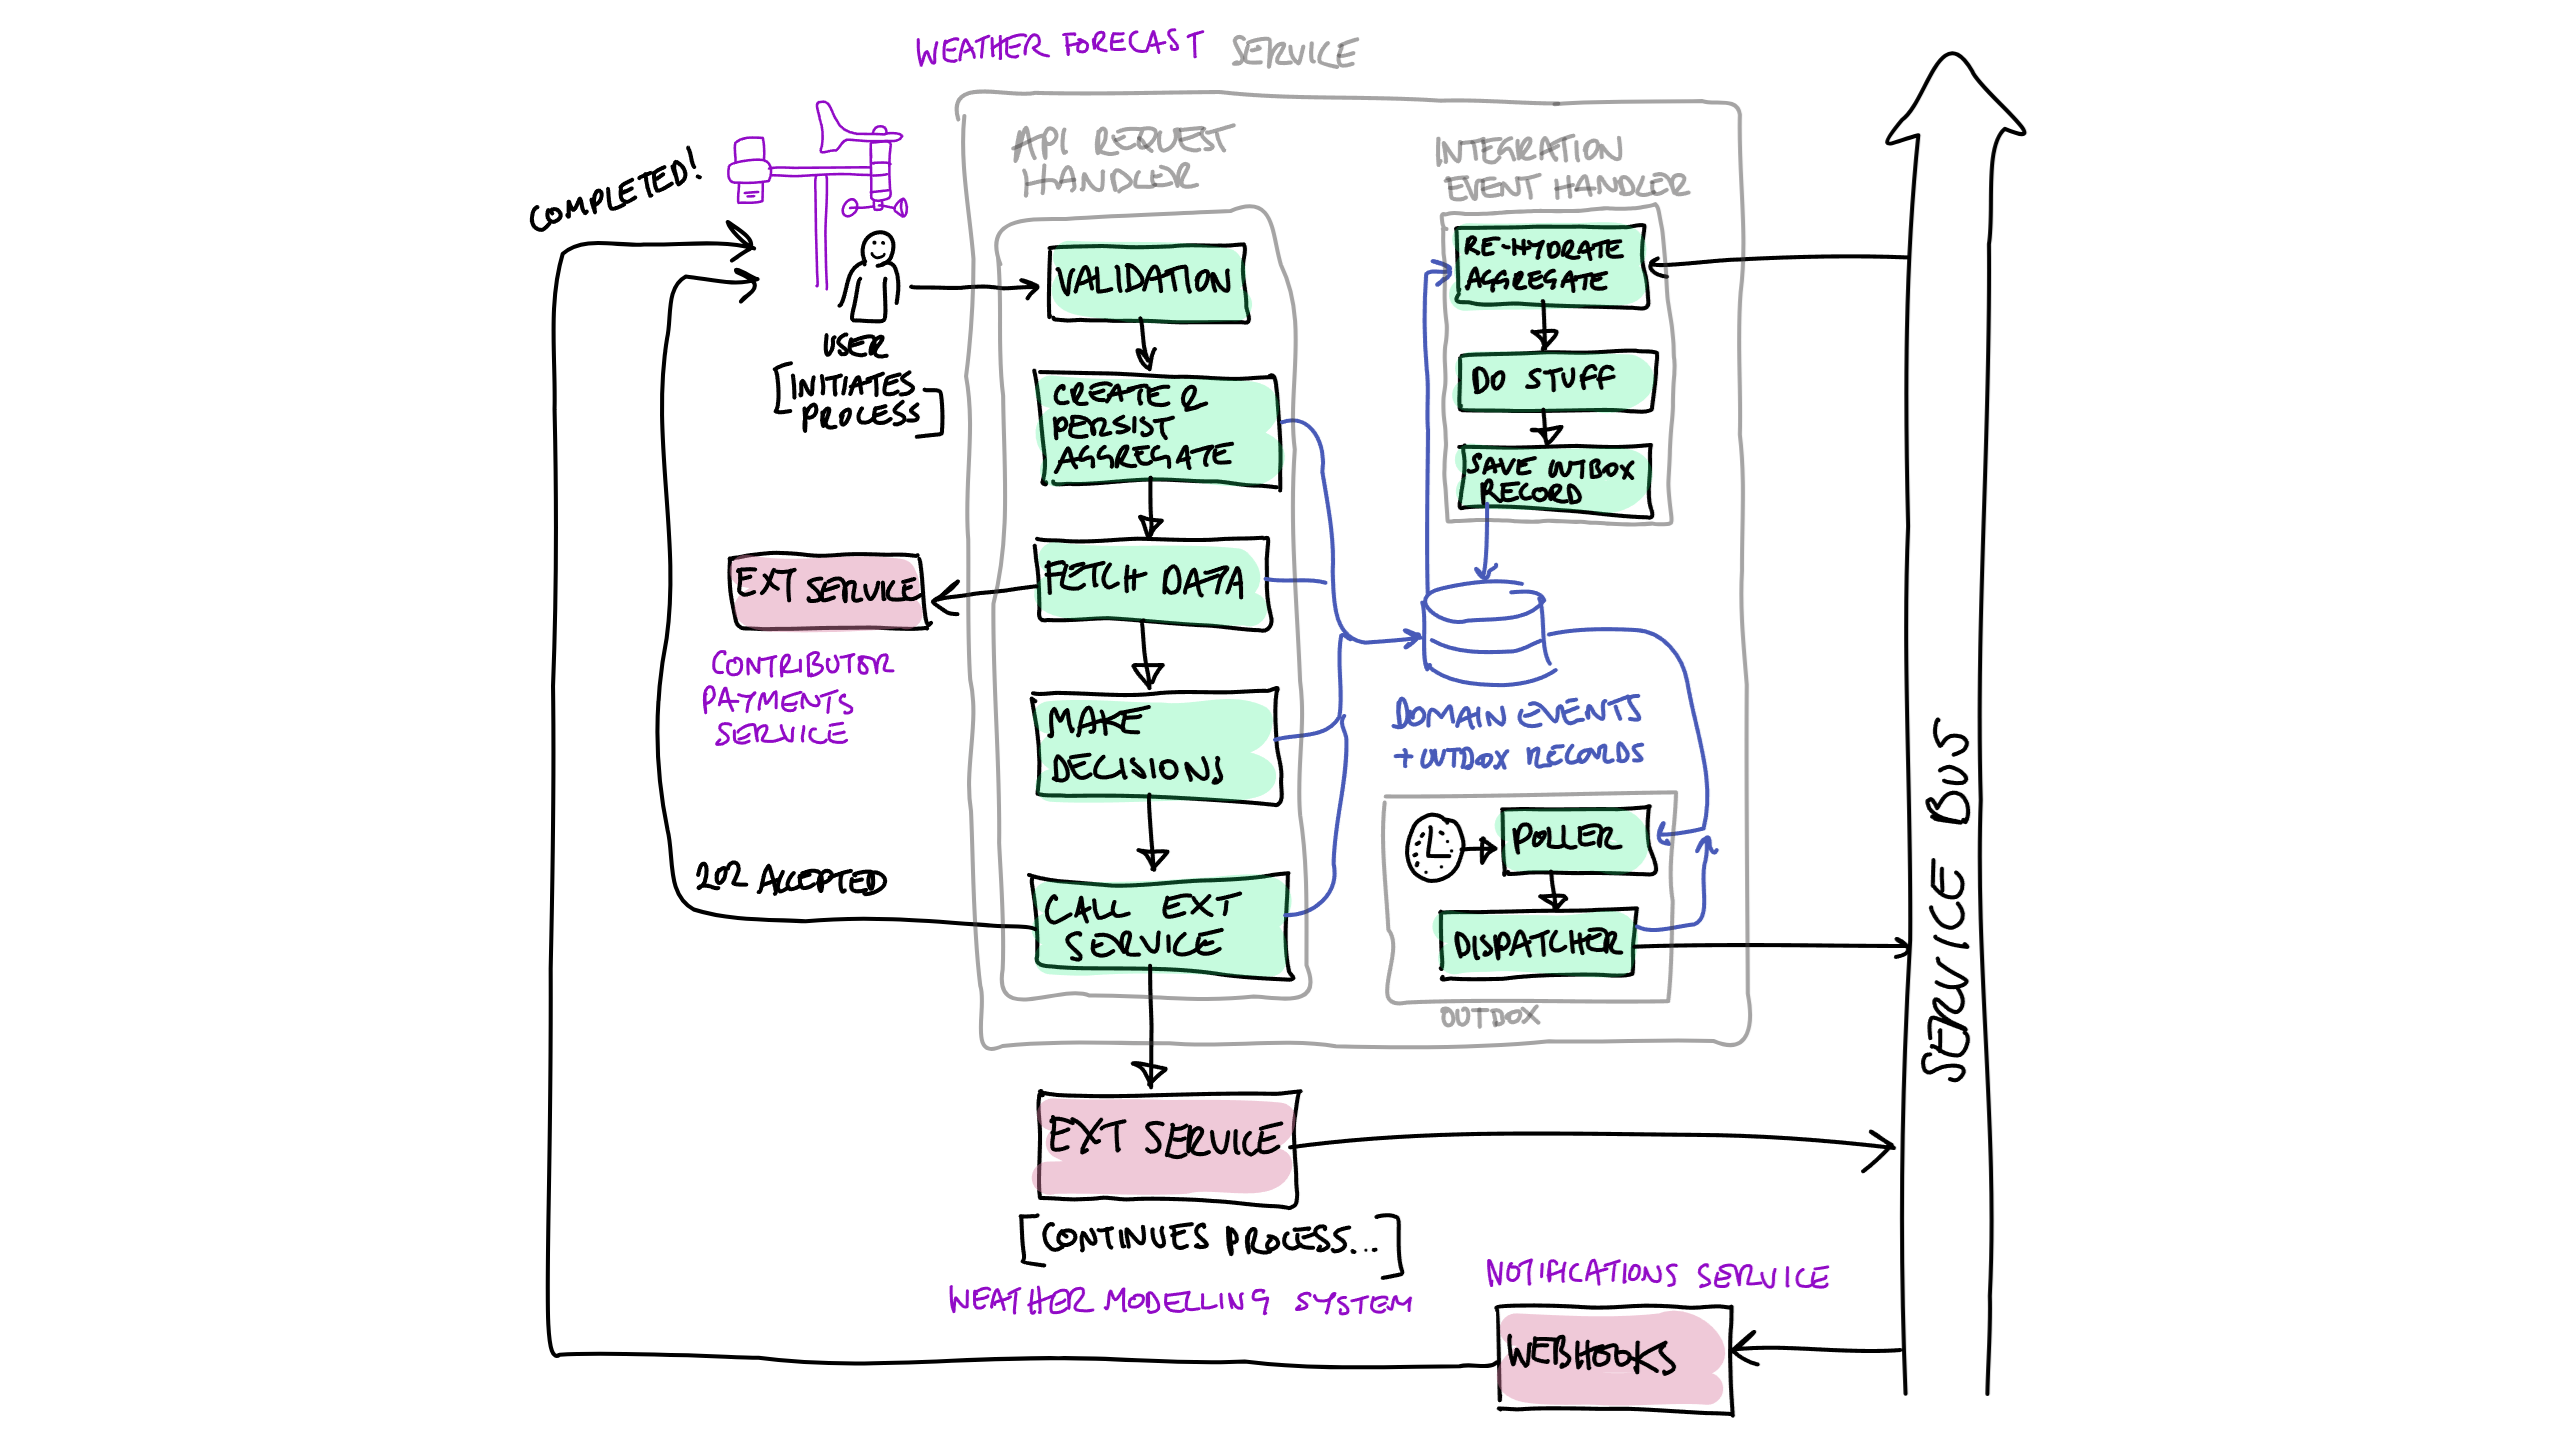 WEATHER FORECAST SERVICE
COMPLETED!
API REQUEST
HANDLER
INTEGRATION
EVENT HANDLER
USER
[INITIATES
PROCESS]
VALIDATION
CREATE &
PERSIST
AGGREGATE
FETCH DATA
MAKE
DECISIONS
CALL EXT
SERVICE
RE-HYDRATE
AGGREGATE
DO STUFF
SAVE OUTBOX
RECORD
EXT SERVICE
CONTRIBUTOR
PAYMENTS
SERVICE
DOMAIN EVENTS
+ OUTBOX RECORDS
POLLER
DISPATCHER
OUTBOX
202 ACCEPTED
SERVICE BUS
EXT SERVICE
[CONTINUES PROCESS...]
WEATHER MODELLING SYSTEM
NOTIFICATIONS SERVICE
WEBHOOKS